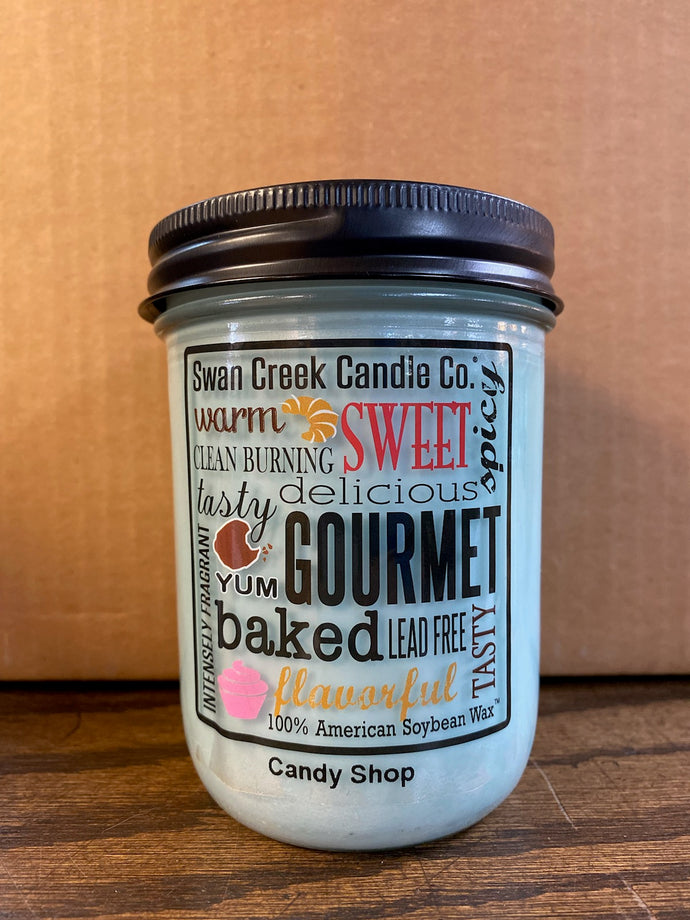 Swan Creek Candle Co.®
warm SWEET spicy
CLEAN BURNING
tasty delicious
INTENSELY FRAGRANT
YUM GOURMET
baked LEAD FREE TASTY
flavorful
100% American Soybean Wax™
Candy Shop